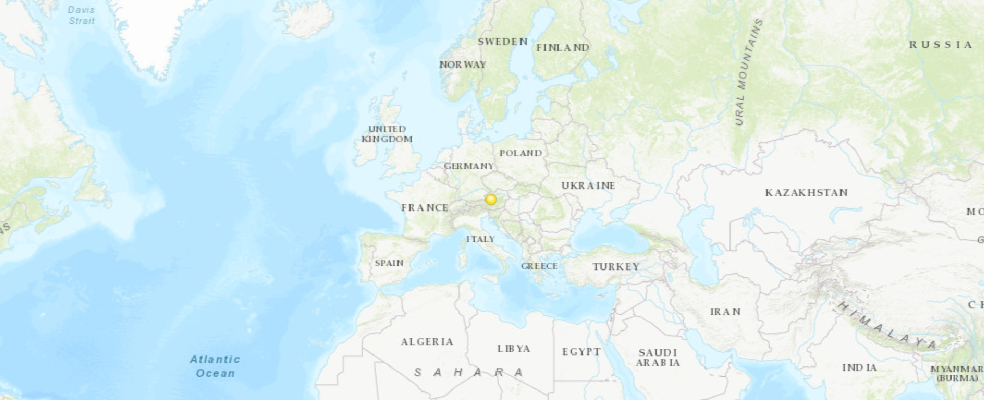 Davis
Strait
SWEDEN
FINLAND
RUSSIA
NORWAY
URAL MOUNTAINS
UNITED
KINGDOM
POLAND
GERMANY
UKRAINE
KAZAKHSTAN
FRANCE
MO
NS
G
ITALY
SPAIN
GREECE
TURKEY
CH
IRAN
HIMALAYA
ALGERIA
LIBYA
EGYPT
SAUDI
ARABIA
Atlantic
Ocean
SAHARA
INDIA
MYANMAR
(BURMA)